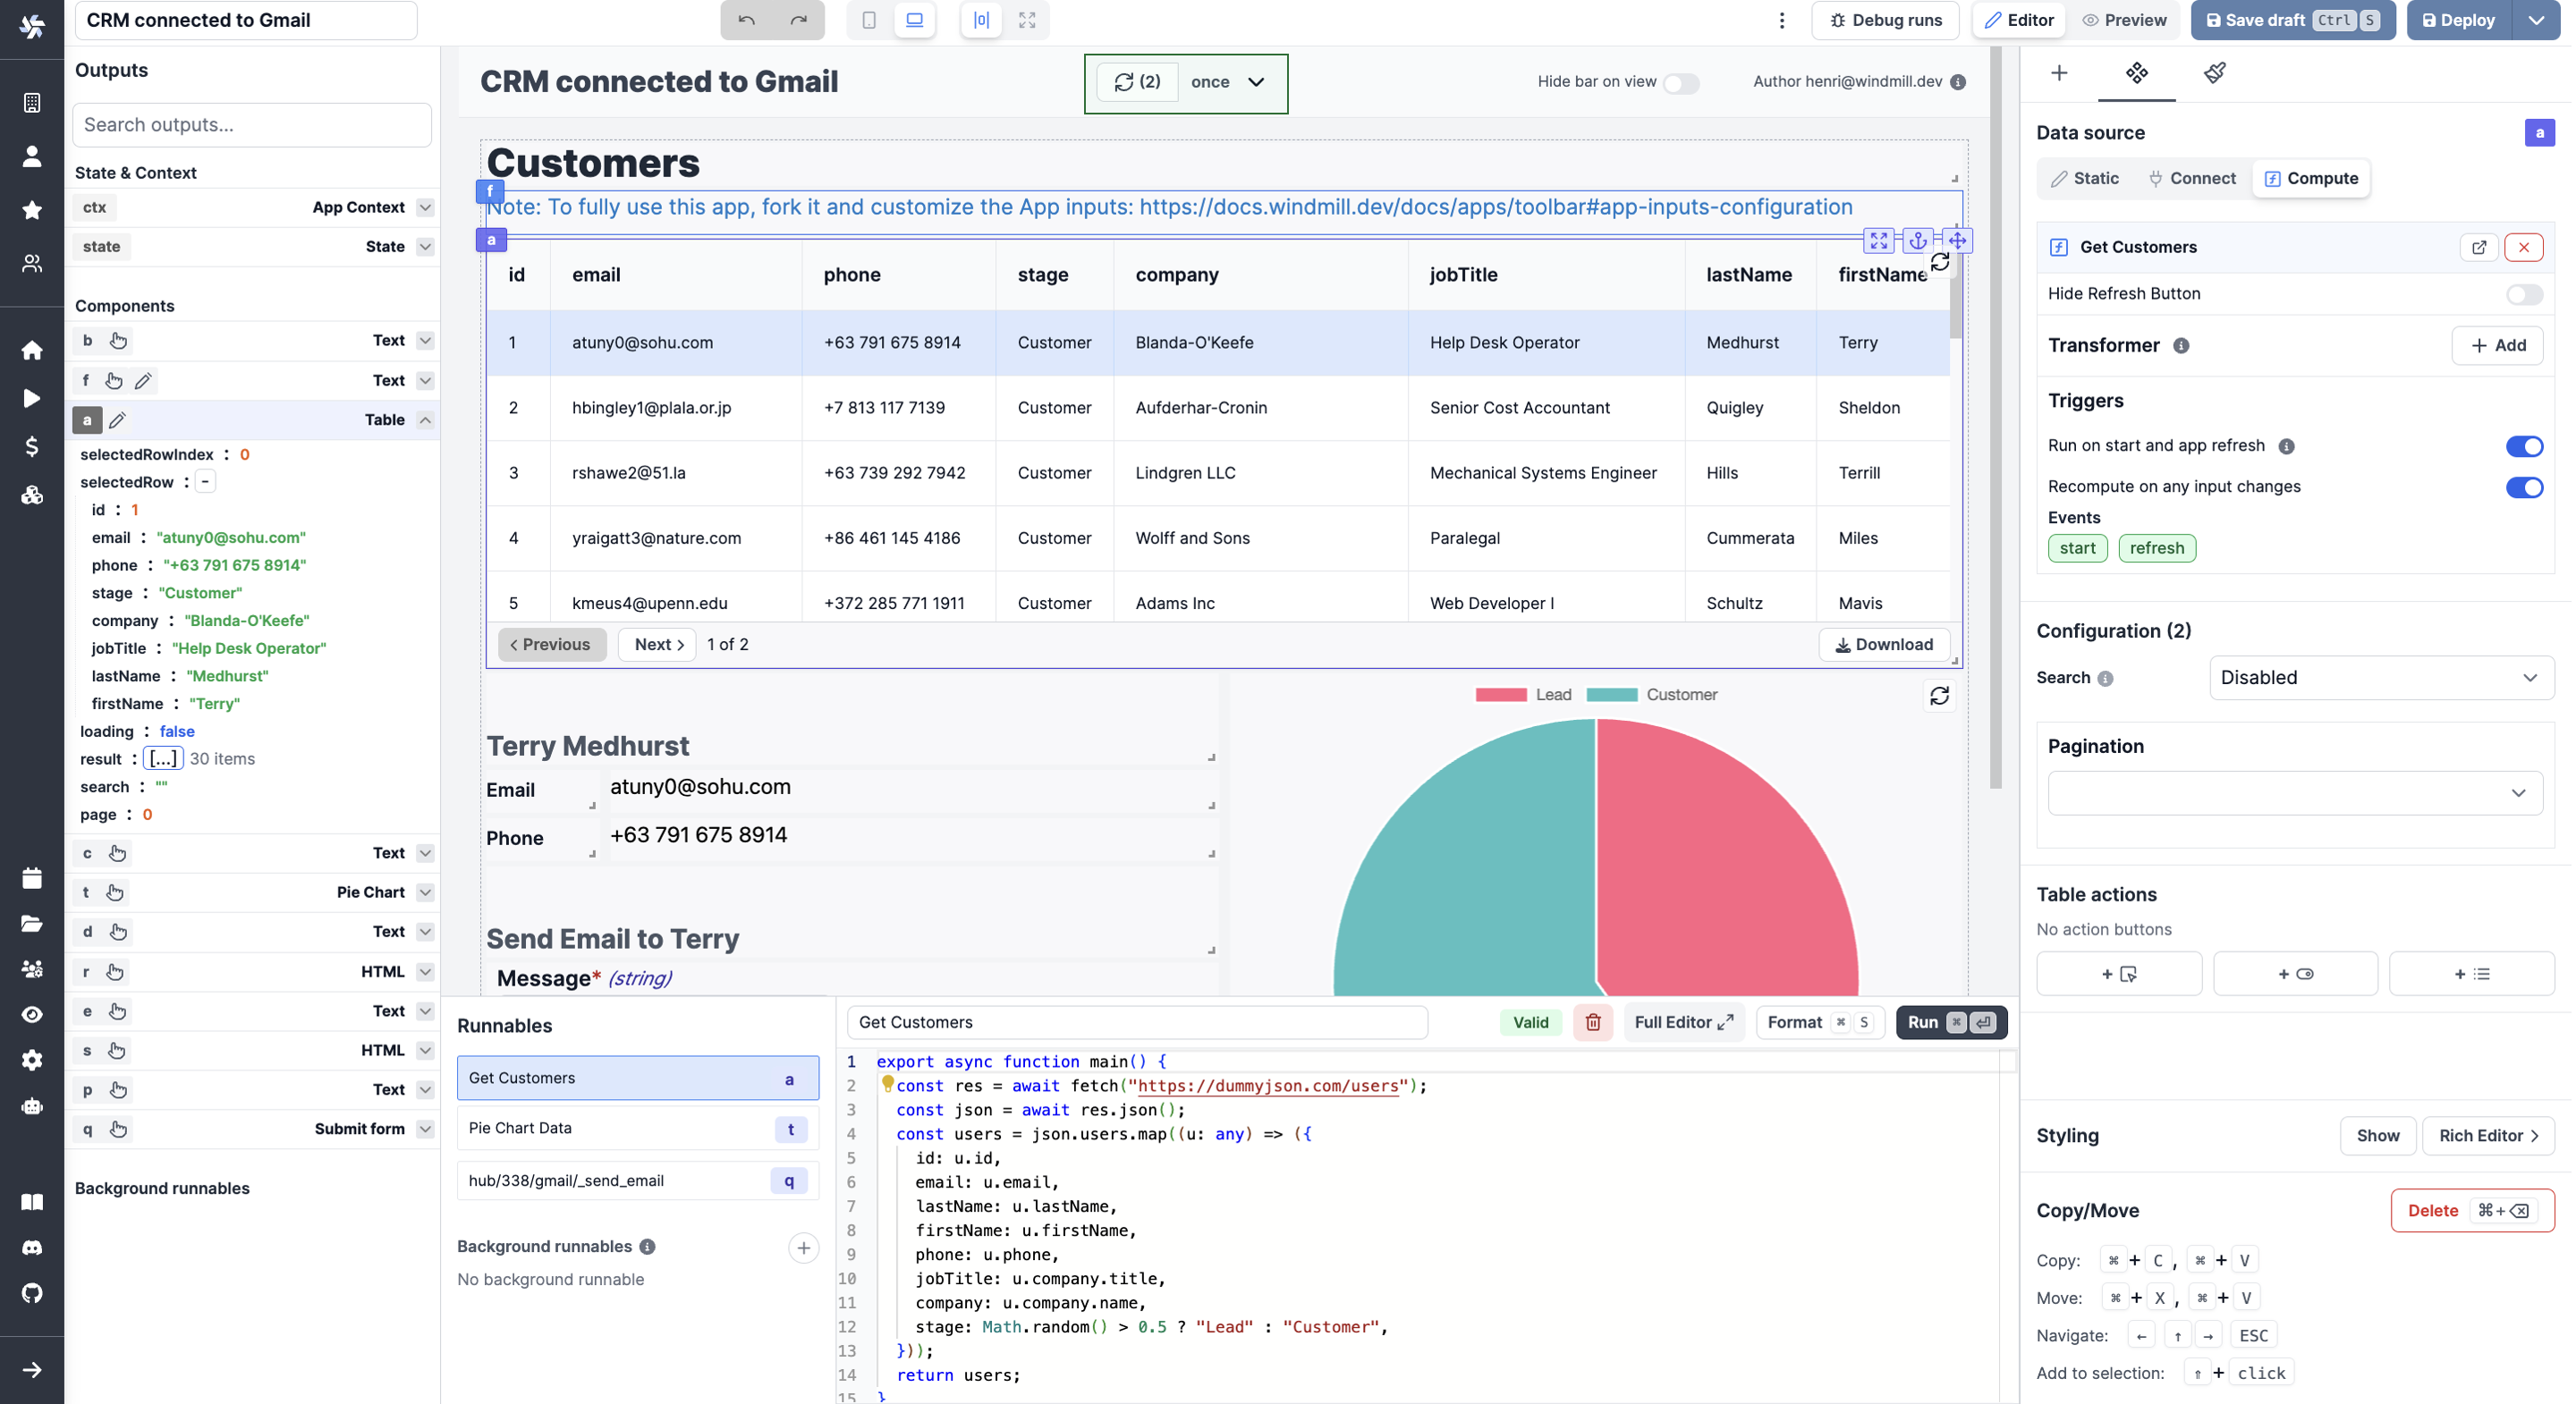 CRM connected to Gmail
Debug runs
Editor
Preview
Save draft Ctrl S
Deploy
Outputs
Search outputs...
State & Context
ctx App Context
state State
Components
b Text
f Text
a Table
selectedRowIndex : 0
selectedRow : -
id : 1
email : "atuny0@sohu.com"
phone : "+63 791 675 8914"
stage : "Customer"
company : "Blanda-O'Keefe"
jobTitle : "Help Desk Operator"
lastName : "Medhurst"
firstName : "Terry"
loading : false
result : [...] 30 items
search : ""
page : 0
c Text
t Pie Chart
d Text
r HTML
e Text
s HTML
p Text
q Submit form
Background runnables
CRM connected to Gmail
(2) once
Hide bar on view
Author henri@windmill.dev
Customers
f
Note: To fully use this app, fork it and customize the App inputs: https://docs.windmill.dev/docs/apps/toolbar#app-inputs-configuration
a
id email phone stage company jobTitle lastName firstName
1 atuny0@sohu.com +63 791 675 8914 Customer Blanda-O'Keefe Help Desk Operator Medhurst Terry
2 hbingley1@plala.or.jp +7 813 117 7139 Customer Aufderhar-Cronin Senior Cost Accountant Quigley Sheldon
3 rshawe2@51.la +63 739 292 7942 Customer Lindgren LLC Mechanical Systems Engineer Hills Terrill
4 yraigatt3@nature.com +86 461 145 4186 Customer Wolff and Sons Paralegal Cummerata Miles
5 kmeus4@upenn.edu +372 285 771 1911 Customer Adams Inc Web Developer I Schultz Mavis
Previous Next 1 of 2 Download
Lead Customer
Terry Medhurst
Email atuny0@sohu.com
Phone +63 791 675 8914
Send Email to Terry
Message* (string)
Runnables
Get Customers a
Pie Chart Data t
hub/338/gmail/_send_email q
Background runnables
No background runnable
Get Customers
Valid
Full Editor
Format ⌘ S
Run ⌘ ⏎
1 export async function main() {
2 const res = await fetch("https://dummyjson.com/users");
3 const json = await res.json();
4 const users = json.users.map((u: any) => ({
5 id: u.id,
6 email: u.email,
7 lastName: u.lastName,
8 firstName: u.firstName,
9 phone: u.phone,
10 jobTitle: u.company.title,
11 company: u.company.name,
12 stage: Math.random() > 0.5 ? "Lead" : "Customer",
13 }));
14 return users;
15 }
Data source a
Static Connect Compute
Get Customers
Hide Refresh Button
Transformer + Add
Triggers
Run on start and app refresh
Recompute on any input changes
Events
start refresh
Configuration (2)
Search Disabled
Pagination
Table actions
No action buttons
+ + +
Styling Show Rich Editor
Copy/Move Delete ⌘+⌫
Copy: ⌘ + C , ⌘ + V
Move: ⌘ + X , ⌘ + V
Navigate: ← ↑ → ESC
Add to selection: ⇧ + click